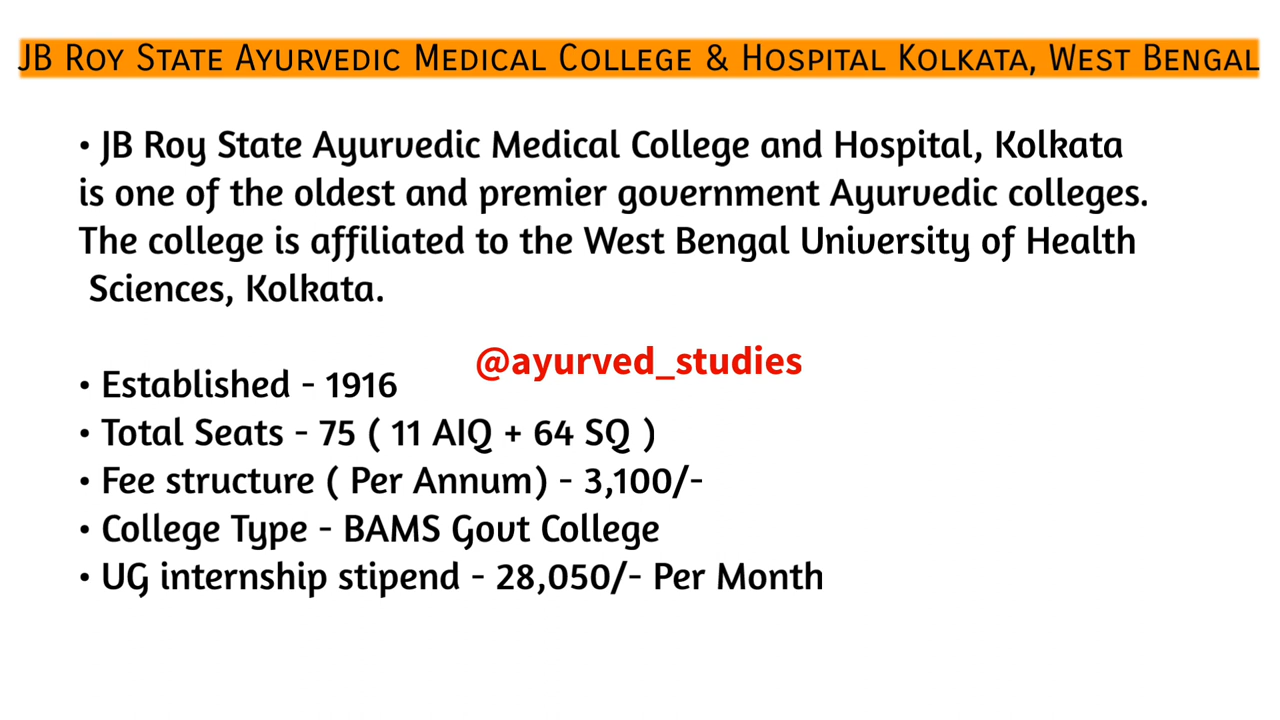 JB Roy State Ayurvedic Medical College & Hospital Kolkata, West Bengal
• JB Roy State Ayurvedic Medical College and Hospital, Kolkata
is one of the oldest and premier government Ayurvedic colleges.
The college is affiliated to the West Bengal University of Health
Sciences, Kolkata.
@ayurved_studies
• Established - 1916
• Total Seats - 75 ( 11 AIQ + 64 SQ )
• Fee structure ( Per Annum) - 3,100/-
• College Type - BAMS Govt College
• UG internship stipend - 28,050/- Per Month